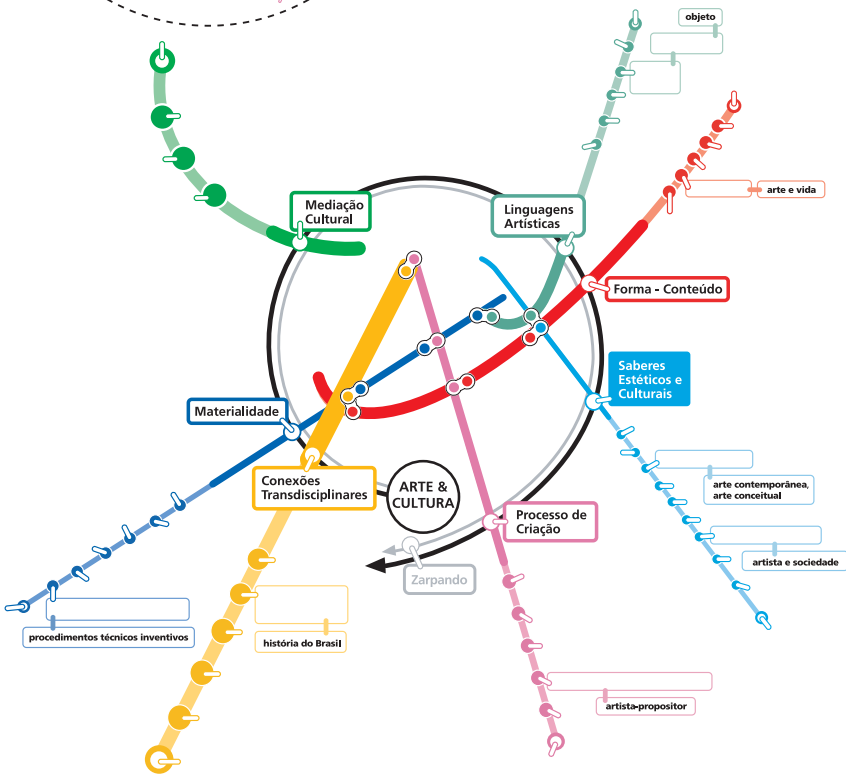 objeto
arte e vida
Mediação
Cultural
Linguagens
Artísticas
Forma - Conteúdo
Saberes
Estéticos e
Culturais
Materialidade
Conexões
Transdisciplinares
ARTE &
CULTURA
Processo de
Criação
Zarpando
arte contemporânea,
arte conceitual
artista e sociedade
procedimentos técnicos inventivos
história do Brasil
artista-propositor